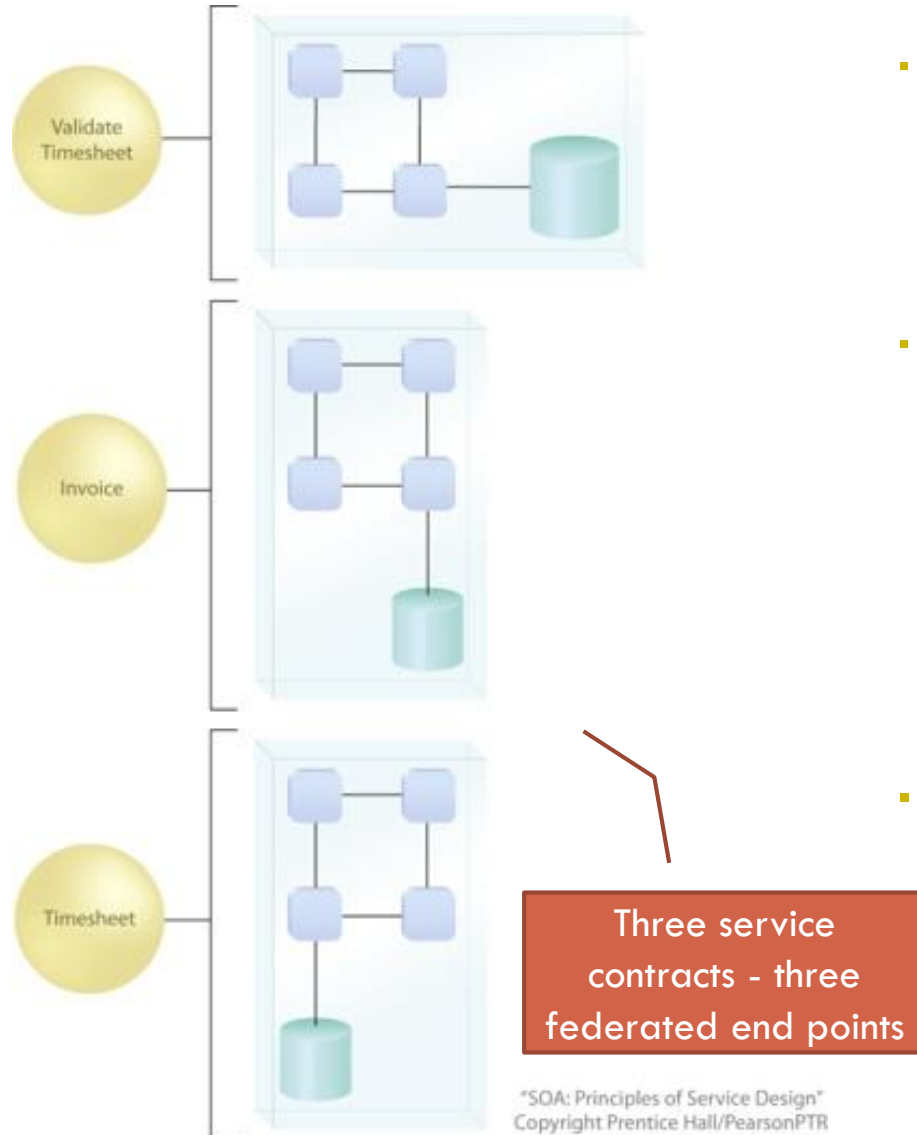 Validate
Timesheet
Invoice
Timesheet
Three service
contracts - three
federated end points
"SOA: Principles of Service Design"
Copyright Prentice Hall/PearsonPTR